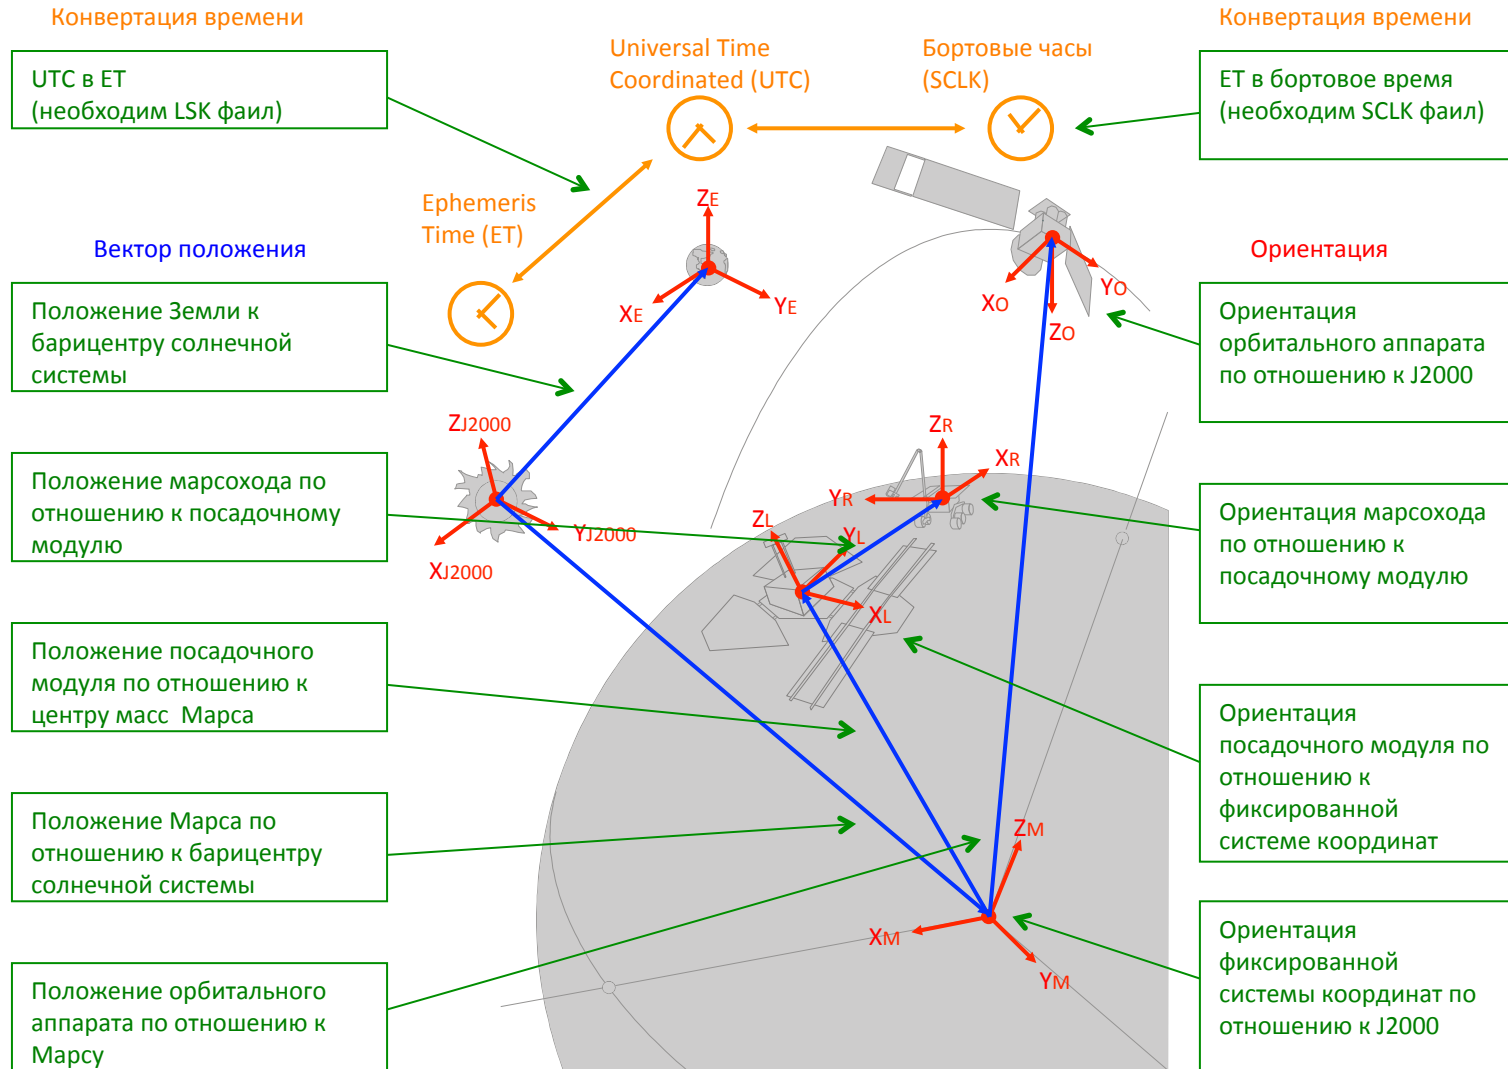 Конвертация времени
Конвертация времени
UTC в ET
(необходим LSK фаил)
Universal Time
Coordinated (UTC)
Бортовые часы
(SCLK)
ET в бортовое время
(необходим SCLK фаил)
Ephemeris
Time (ET)
Вектор положения
Ориентация
ZE
XE
YE
XO
YO
ZO
Положение Земли к
барицентру солнечной
системы
Ориентация
орбитального аппарата
по отношению к J2000
ZJ2000
YJ2000
XJ2000
ZR
XR
YR
ZL
YL
XL
Положение марсохода по
отношению к посадочному
модулю
Ориентация марсохода
по отношению к
посадочному модулю
Положение посадочного
модуля по отношению к
центру масс Марса
Ориентация
посадочного модуля по
отношению к
фиксированной
системе координат
Положение Марса по
отношению к барицентру
солнечной системы
ZM
XM
YM
Положение орбитального
аппарата по отношению к
Марсу
Ориентация
фиксированной
системы координат по
отношению к J2000